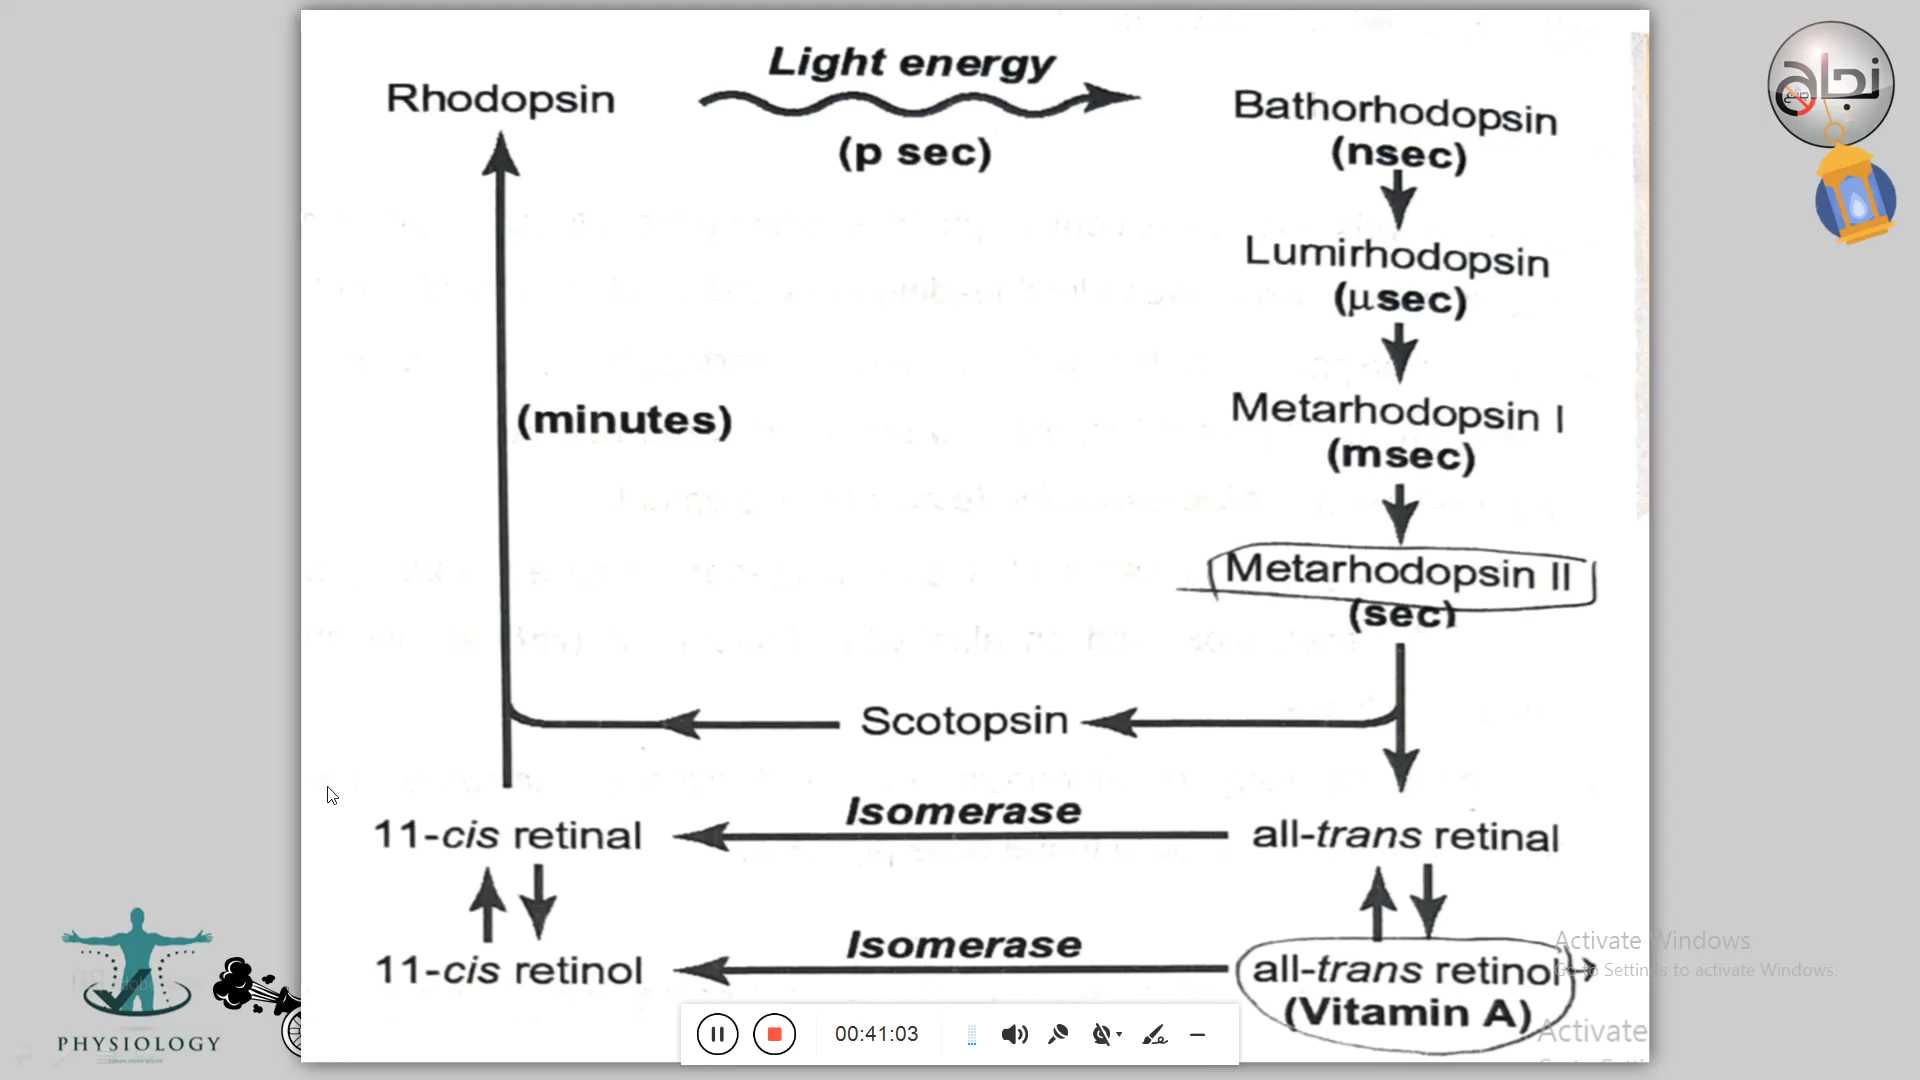 Light energy
Rhodopsin
Bathorhodopsin
(p sec)
(nsec)
Lumirhodopsin
(μsec)
(minutes)
Metarhodopsin I
(msec)
Metarhodopsin II
(sec)
Scotopsin
Isomerase
11-cis retinal
all-trans retinal
Isomerase
11-cis retinol
all-trans retinol
(Vitamin A)
Activate Windows
Go to Settings to activate Windows.
00:41:03
Activate
PHYSIOLOGY